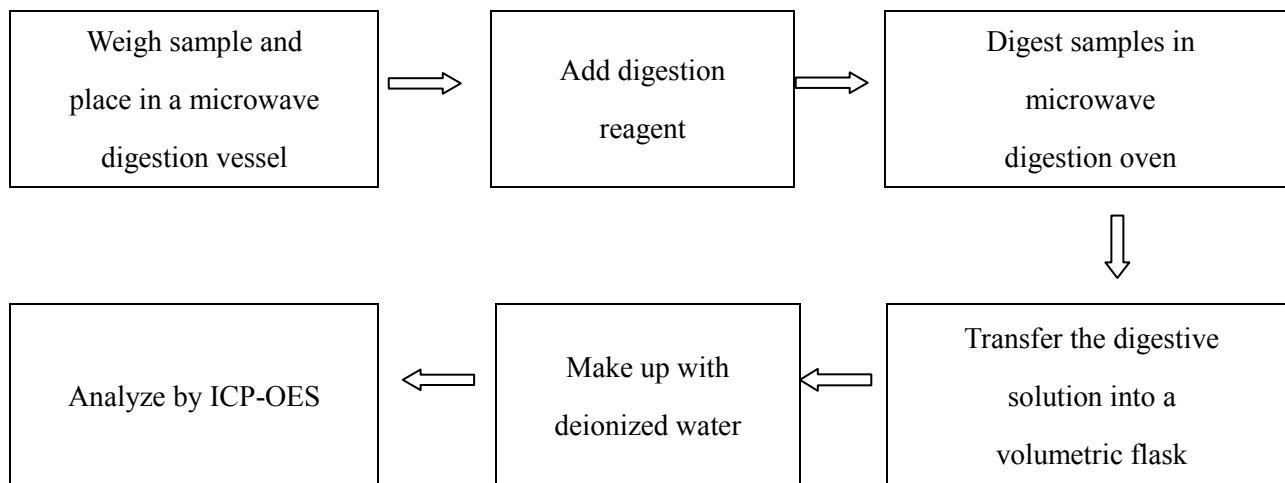 Weigh sample and
place in a microwave
digestion vessel
Add digestion
reagent
Digest samples in
microwave
digestion oven
Transfer the digestive
solution into a
volumetric flask
Make up with
deionized water
Analyze by ICP-OES